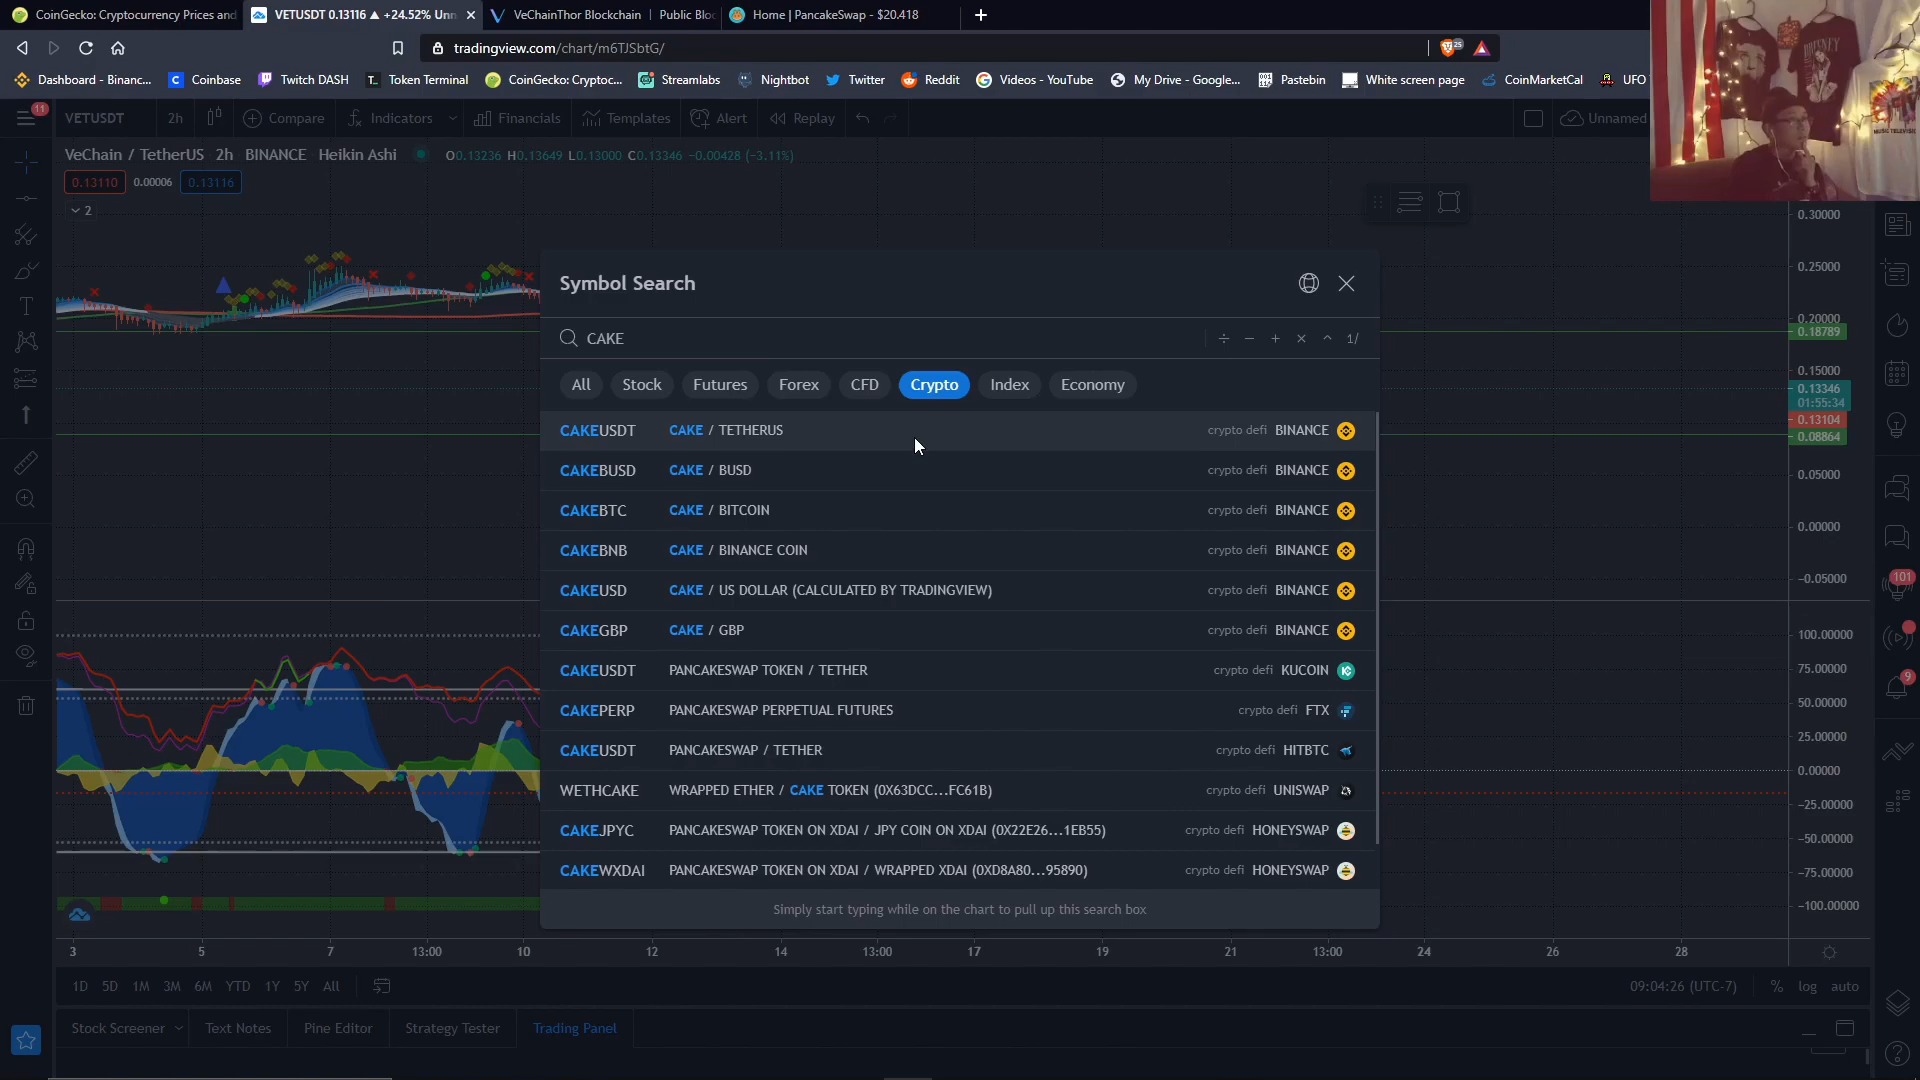 CoinGecko: Cryptocurrency Prices and
VETUSDT 0.13116 ▲ +24.52% Unn
VeChainThor Blockchain | Public Bloc
Home | PancakeSwap - $20.418
tradingview.com/chart/m6TJSbtG/
25
Dashboard - Binanc...
Coinbase
Twitch DASH
Token Terminal
CoinGecko: Cryptoc...
Streamlabs
Nightbot
Twitter
Reddit
Videos - YouTube
My Drive - Google...
Pastebin
White screen page
CoinMarketCal
UFO
11
VETUSDT
2h
Compare
Indicators
Financials
Templates
Alert
Replay
Unnamed
VeChain / TetherUS 2h BINANCE Heikin Ashi
O0.13236 H0.13649 L0.13000 C0.13346 −0.00428 (−3.11%)
0.13110
0.00006
0.13116
2
Symbol Search
CAKE
÷ − + × ^ 1/
All
Stock
Futures
Forex
CFD
Crypto
Index
Economy
CAKEUSDT CAKE / TETHERUS crypto defi BINANCE
CAKEBUSD CAKE / BUSD crypto defi BINANCE
CAKEBTC CAKE / BITCOIN crypto defi BINANCE
CAKEBNB CAKE / BINANCE COIN crypto defi BINANCE
CAKEUSD CAKE / US DOLLAR (CALCULATED BY TRADINGVIEW) crypto defi BINANCE
CAKEGBP CAKE / GBP crypto defi BINANCE
CAKEUSDT PANCAKESWAP TOKEN / TETHER crypto defi KUCOIN
CAKEPERP PANCAKESWAP PERPETUAL FUTURES crypto defi FTX
CAKEUSDT PANCAKESWAP / TETHER crypto defi HITBTC
WETHCAKE WRAPPED ETHER / CAKE TOKEN (0X63DCC...FC61B) crypto defi UNISWAP
CAKEJPYC PANCAKESWAP TOKEN ON XDAI / JPY COIN ON XDAI (0X22E26...1EB55) crypto defi HONEYSWAP
CAKEWXDAI PANCAKESWAP TOKEN ON XDAI / WRAPPED XDAI (0XD8A80...95890) crypto defi HONEYSWAP
Simply start typing while on the chart to pull up this search box
0.30000
0.25000
0.20000
0.18789
0.15000
0.13346
01:55:34
0.13104
0.08864
0.05000
0.00000
−0.05000
100.00000
75.00000
50.00000
25.00000
0.00000
−25.00000
−50.00000
−75.00000
−100.00000
101
9
3 5 7 13:00 10 12 14 13:00 17 19 21 13:00 24 26 28
1D 5D 1M 3M 6M YTD 1Y 5Y All
09:04:26 (UTC-7)
% log auto
Stock Screener
Text Notes
Pine Editor
Strategy Tester
Trading Panel